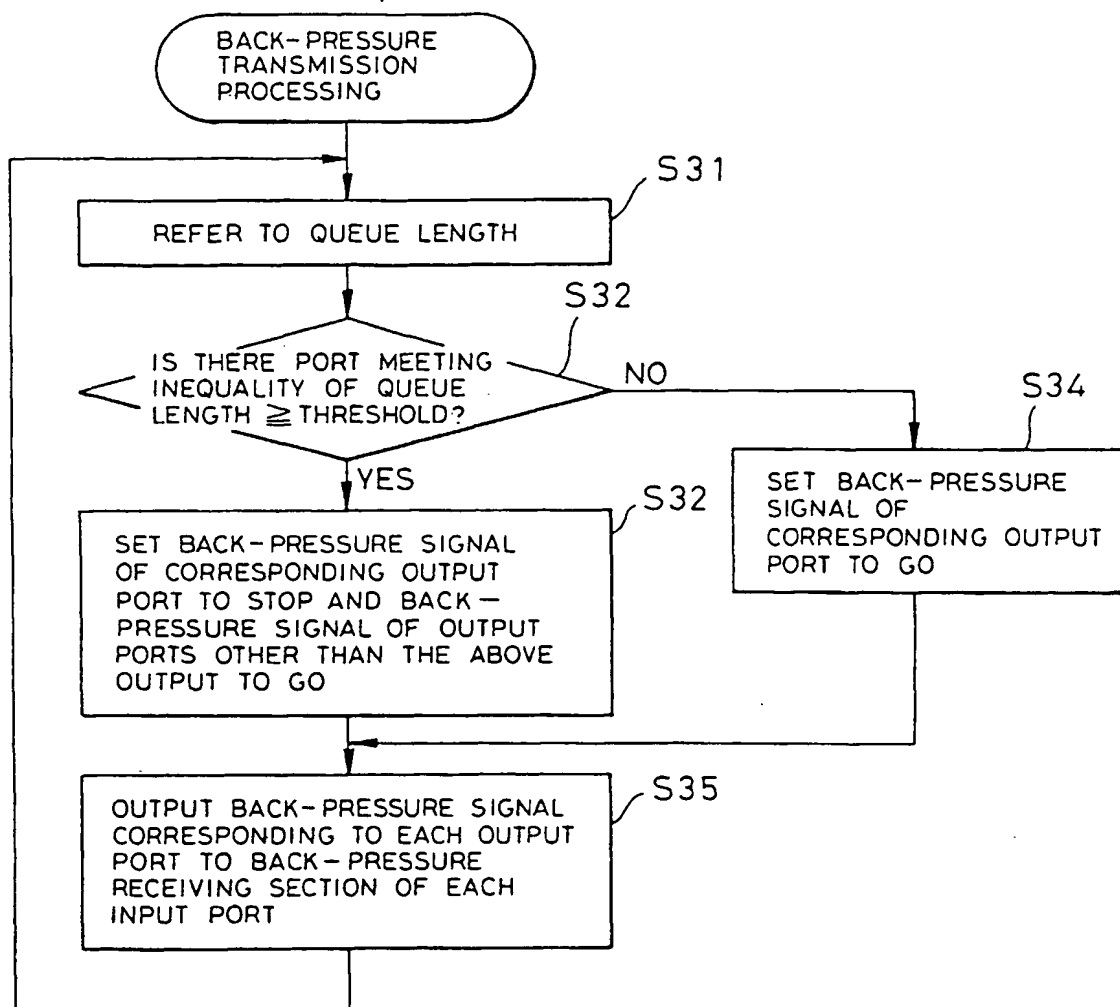 BACK-PRESSURE
TRANSMISSION
PROCESSING
S31
REFER TO QUEUE LENGTH
S32
IS THERE PORT MEETING
INEQUALITY OF QUEUE
LENGTH ≧ THRESHOLD?
NO
YES
S34
SET BACK-PRESSURE
SIGNAL OF
CORRESPONDING OUTPUT
PORT TO GO
S32
SET BACK-PRESSURE SIGNAL
OF CORRESPONDING OUTPUT
PORT TO STOP AND BACK-
PRESSURE SIGNAL OF OUTPUT
PORTS OTHER THAN THE ABOVE
OUTPUT TO GO
S35
OUTPUT BACK-PRESSURE SIGNAL
CORRESPONDING TO EACH OUTPUT
PORT TO BACK-PRESSURE
RECEIVING SECTION OF EACH
INPUT PORT